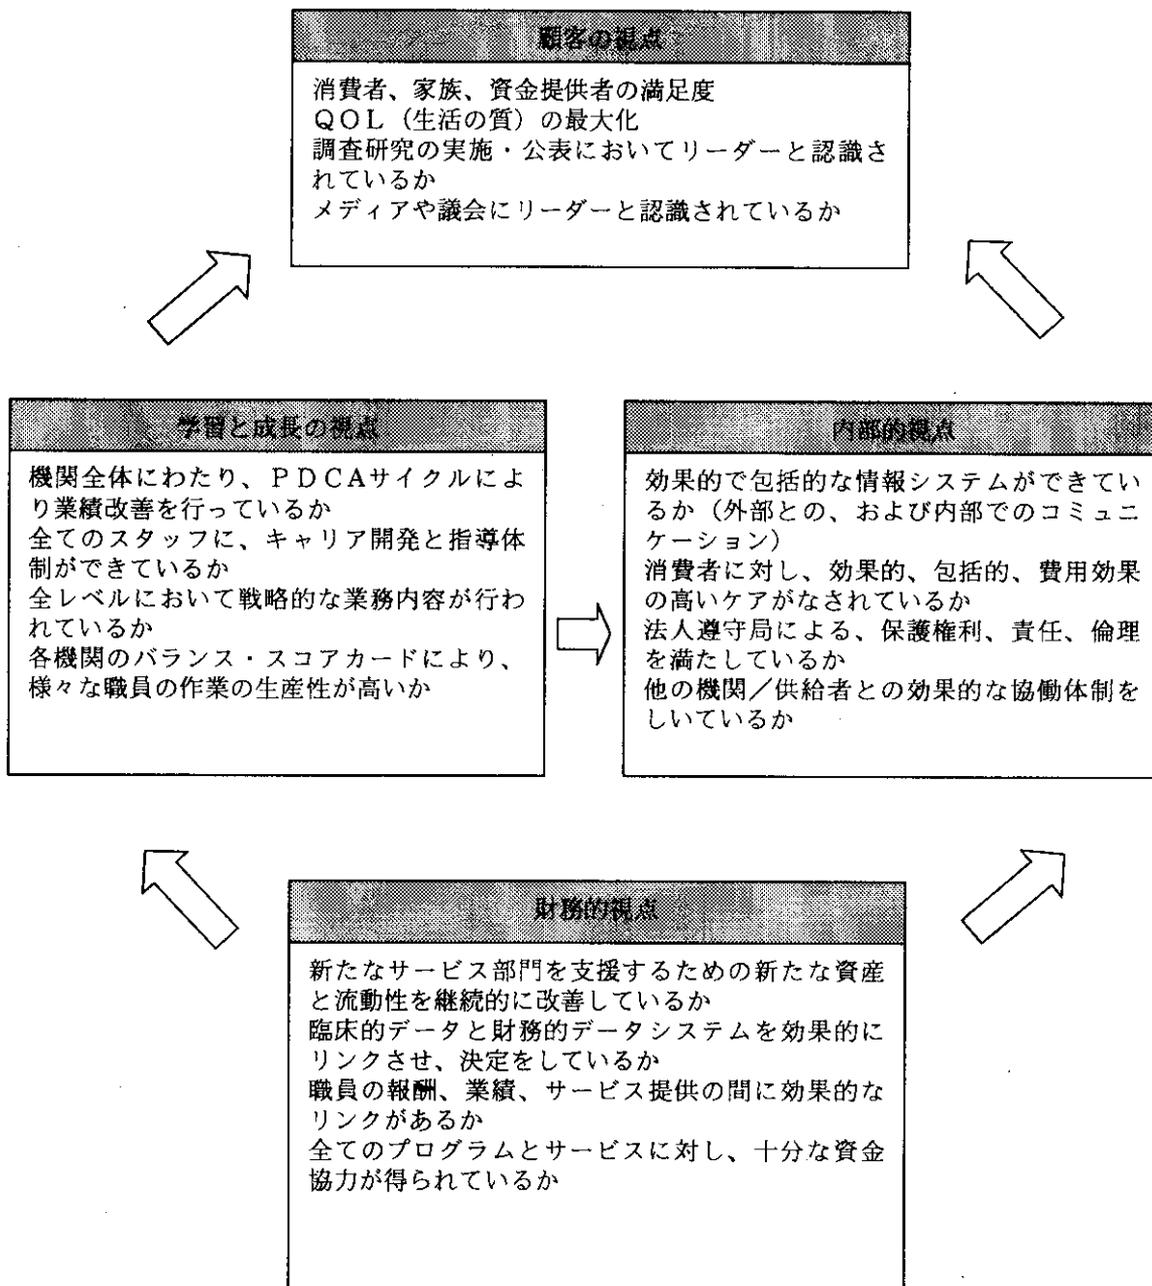 顧客の視点
消費者、家族、資金提供者の満足度
QOL（生活の質）の最大化
調査研究の実施・公表においてリーダーと認識さ
れているか
メディアや議会にリーダーと認識されているか
学習と成長の視点
機関全体にわたり、PDCAサイクルによ
り業績改善を行っているか
全てのスタッフに、キャリア開発と指導体
制ができているか
全レベルにおいて戦略的な業務内容が行わ
れているか
各機関のバランス・スコアカードにより、
様々な職員の作業の生産性が高いか
内部的視点
効果的で包括的な情報システムができてい
るか（外部との、および内部でのコミュニ
ケーション）
消費者に対し、効果的、包括的、費用効果
の高いケアがなされているか
法人遵守局による、保護権利、責任、倫理
を満たしているか
他の機関／供給者との効果的な協働体制を
しいているか
財務的視点
新たなサービス部門を支援するための新たな資産
と流動性を継続的に改善しているか
臨床的データと財務的データシステムを効果的に
リンクさせ、決定をしているか
職員の報酬、業績、サービス提供の間に効果的な
リンクがあるか
全てのプログラムとサービスに対し、十分な資金
協力が得られているか